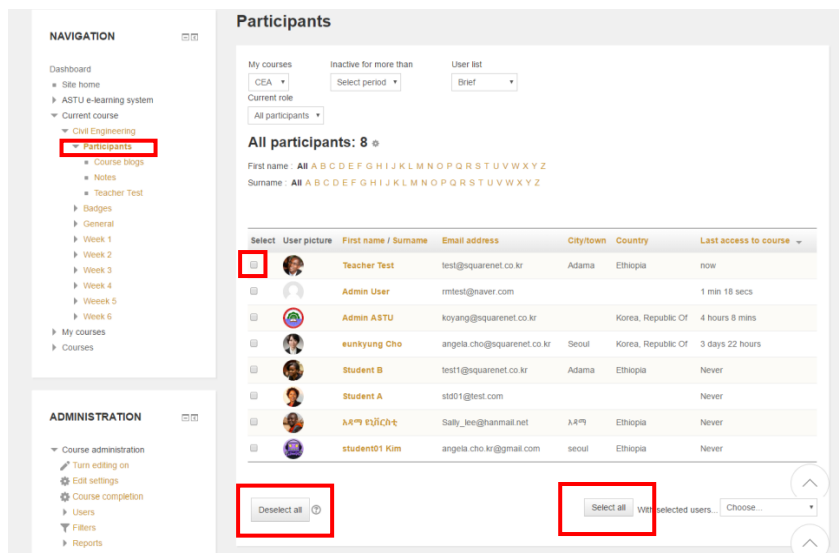 Participants
NAVIGATION
Dashboard
Site home
ASTU e-learning system
Current course
Civil Engineering
Participants
Course blogs
Notes
Teacher Test
Badges
General
Week 1
Week 2
Week 3
Week 4
Weeek 5
Week 6
My courses
Courses
ADMINISTRATION
Course administration
Turn editing on
Edit settings
Course completion
Users
Filters
Reports
My courses Inactive for more than User list
CEA Select period Brief
Current role
All participants
All participants: 8
First name : All A B C D E F G H I J K L M N O P Q R S T U V W X Y Z
Surname : All A B C D E F G H I J K L M N O P Q R S T U V W X Y Z
Select User picture First name / Surname Email address City/town Country Last access to course
Teacher Test test@squarenet.co.kr Adama Ethiopia now
Admin User rmtest@naver.com 1 min 18 secs
Admin ASTU koyang@squarenet.co.kr Korea, Republic Of 4 hours 8 mins
eunkyung Cho angela.cho@squarenet.co.kr Seoul Korea, Republic Of 3 days 22 hours
Student B test1@squarenet.co.kr Adama Ethiopia Never
Student A std01@test.com Never
አዳማ ዩኒቨርስቲ Sally_lee@hanmail.net አዳማ Ethiopia Never
student01 Kim angela.cho.kr@gmail.com seoul Ethiopia Never
Deselect all Select all With selected users... Choose...